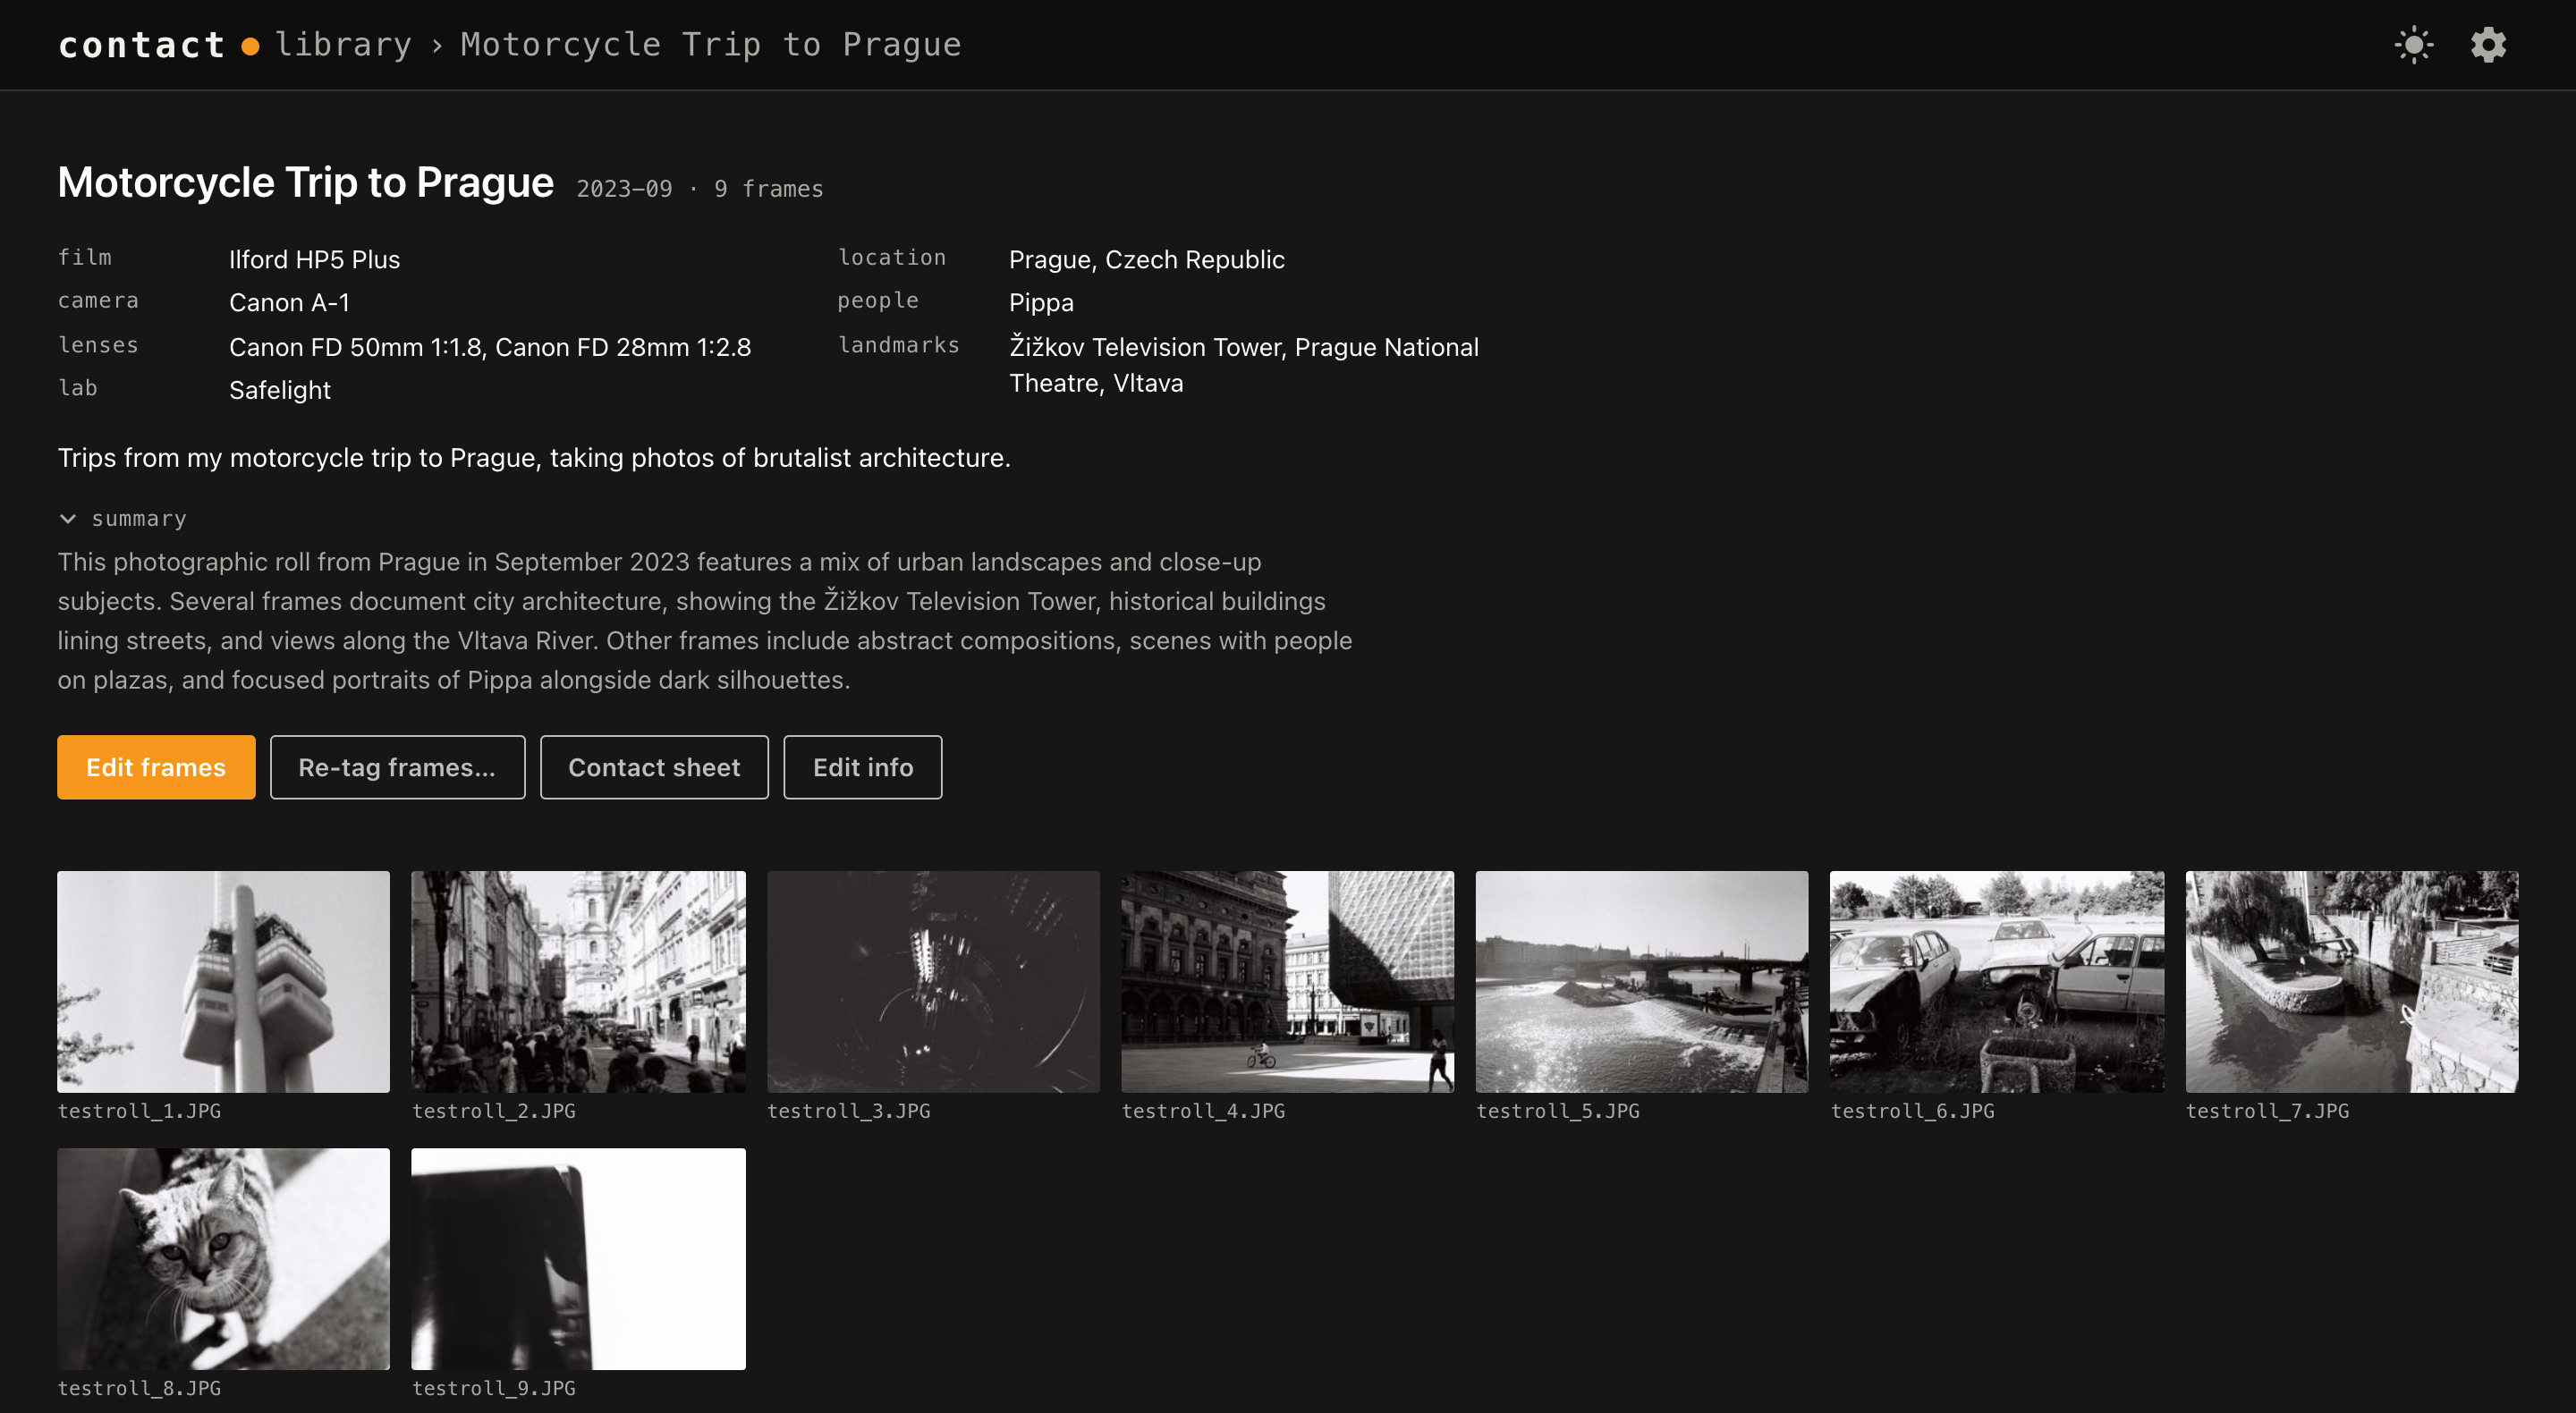 contact library › Motorcycle Trip to Prague
Motorcycle Trip to Prague 2023–09 · 9 frames
film Ilford HP5 Plus
camera Canon A-1
lenses Canon FD 50mm 1:1.8, Canon FD 28mm 1:2.8
lab Safelight
location Prague, Czech Republic
people Pippa
landmarks Žižkov Television Tower, Prague National
Theatre, Vltava
Trips from my motorcycle trip to Prague, taking photos of brutalist architecture.
summary
This photographic roll from Prague in September 2023 features a mix of urban landscapes and close-up
subjects. Several frames document city architecture, showing the Žižkov Television Tower, historical buildings
lining streets, and views along the Vltava River. Other frames include abstract compositions, scenes with people
on plazas, and focused portraits of Pippa alongside dark silhouettes.
Edit frames
Re-tag frames...
Contact sheet
Edit info
testroll_1.JPG
testroll_2.JPG
testroll_3.JPG
testroll_4.JPG
testroll_5.JPG
testroll_6.JPG
testroll_7.JPG
testroll_8.JPG
testroll_9.JPG